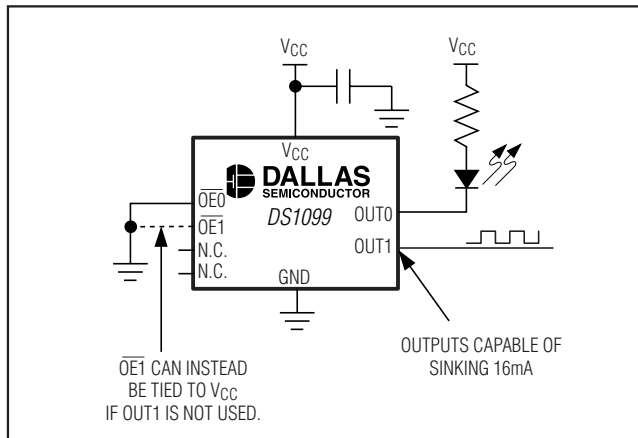 VCC
VCC
VCC
DALLAS
SEMICONDUCTOR
DS1099
OE0
OE1
N.C.
N.C.
OUT0
OUT1
GND
OE1 CAN INSTEAD
BE TIED TO VCC
IF OUT1 IS NOT USED.
OUTPUTS CAPABLE OF
SINKING 16mA